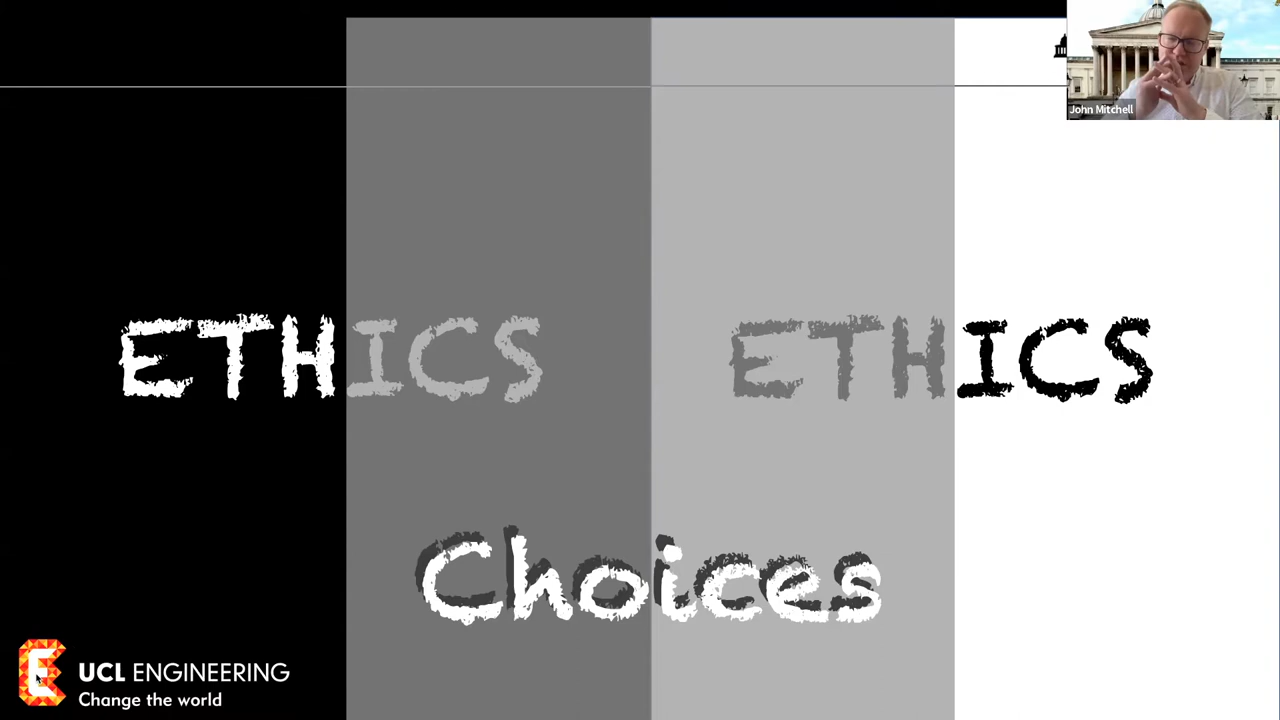 John Mitchell
ETHICS ETHICS
Choices
UCL ENGINEERING
Change the world